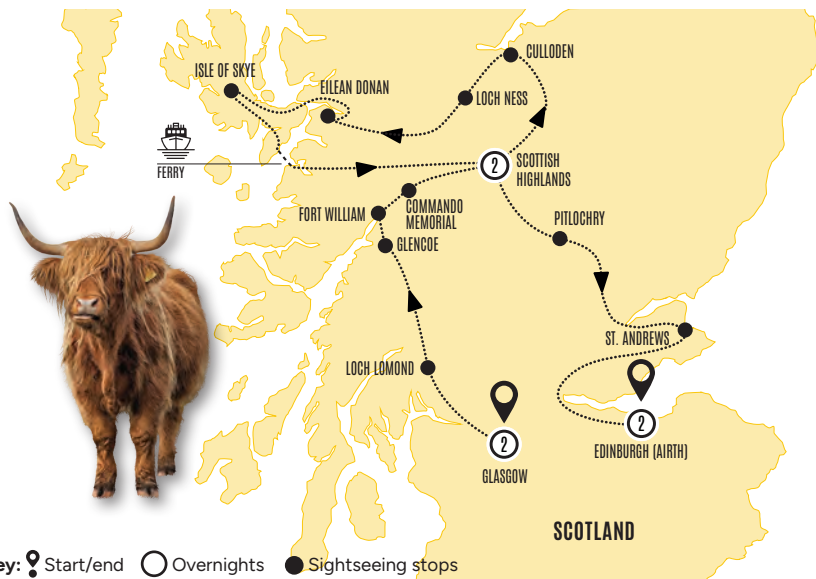 CULLODEN
ISLE OF SKYE
EILEAN DONAN
LOCH NESS
FERRY
2
SCOTTISH
HIGHLANDS
COMMANDO
MEMORIAL
FORT WILLIAM
GLENCOE
PITLOCHRY
ST. ANDREWS
LOCH LOMOND
2
GLASGOW
2
EDINBURGH (AIRTH)
SCOTLAND
ey: Start/end Overnights Sightseeing stops